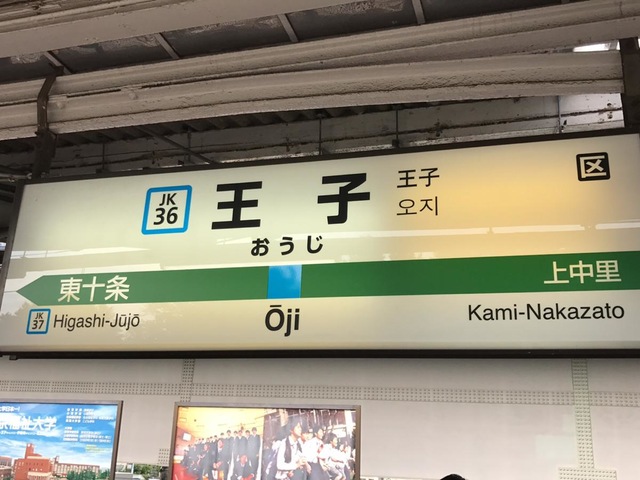 JK
36
王子
王子
오지
区
おうじ
東十条
上中里
JK
37
Higashi-Jūjō
Ōji
Kami-Nakazato